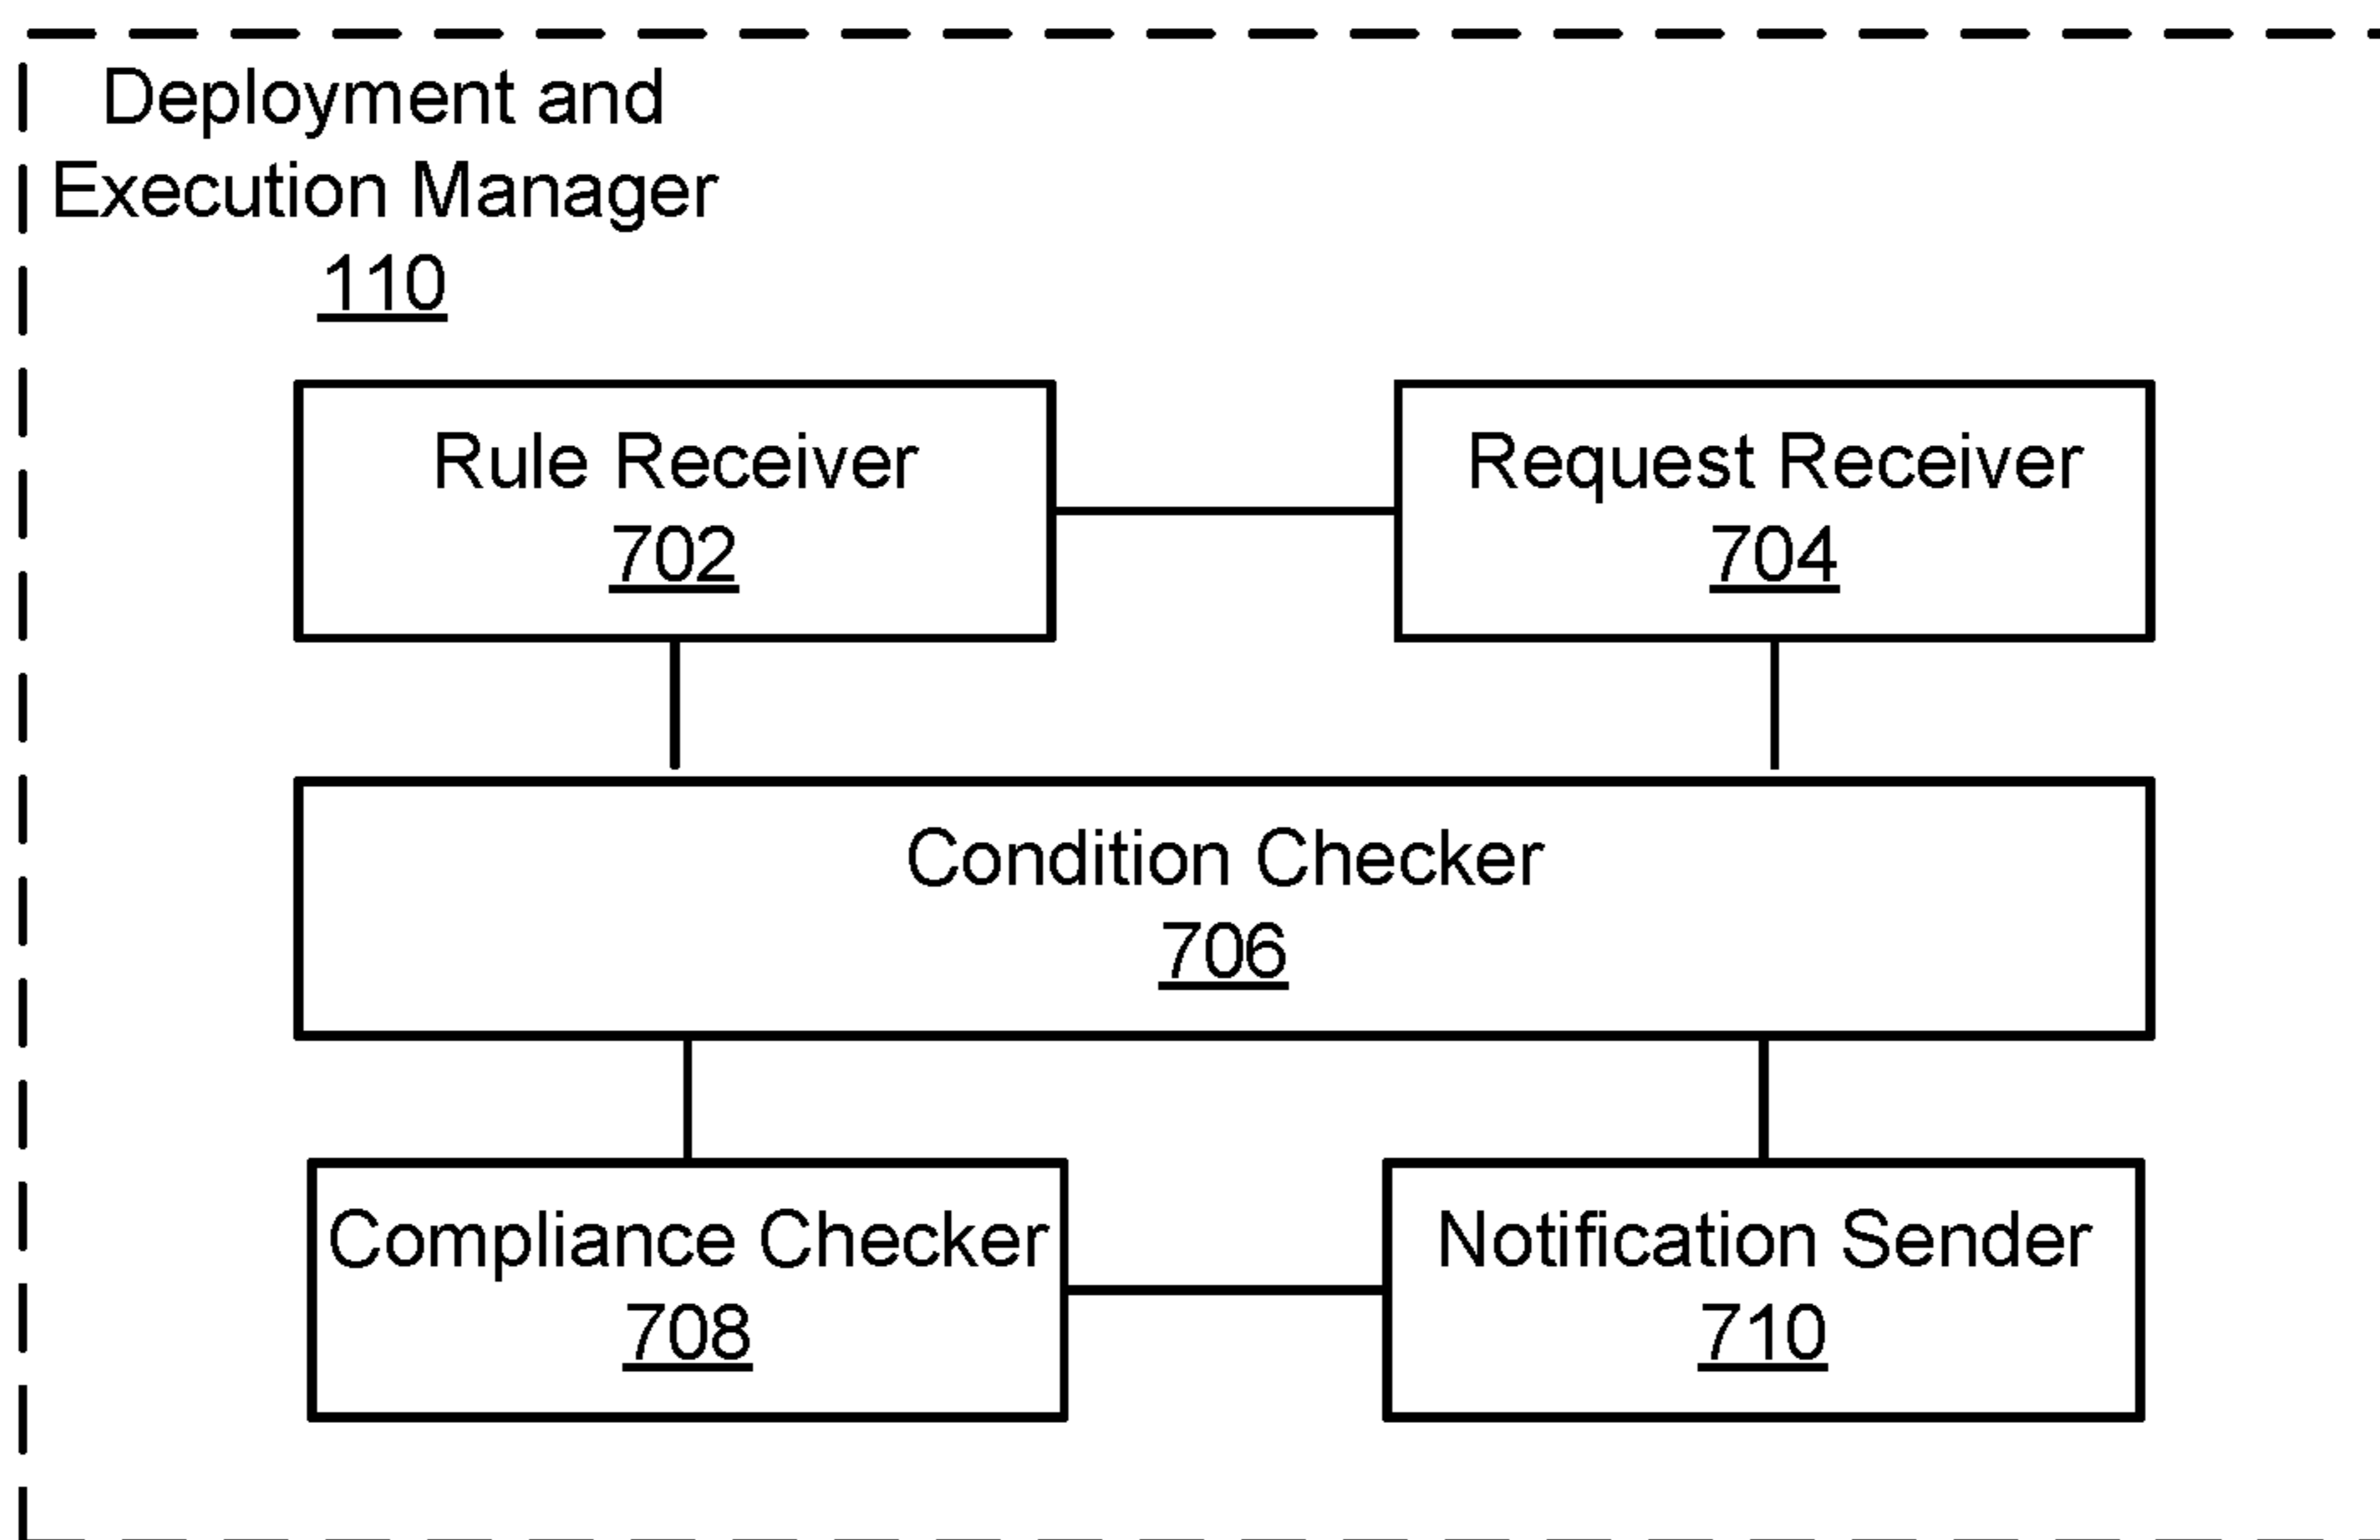 Deployment and
Execution Manager
110
Rule Receiver
702
Request Receiver
704
Condition Checker
706
Compliance Checker
708
Notification Sender
710